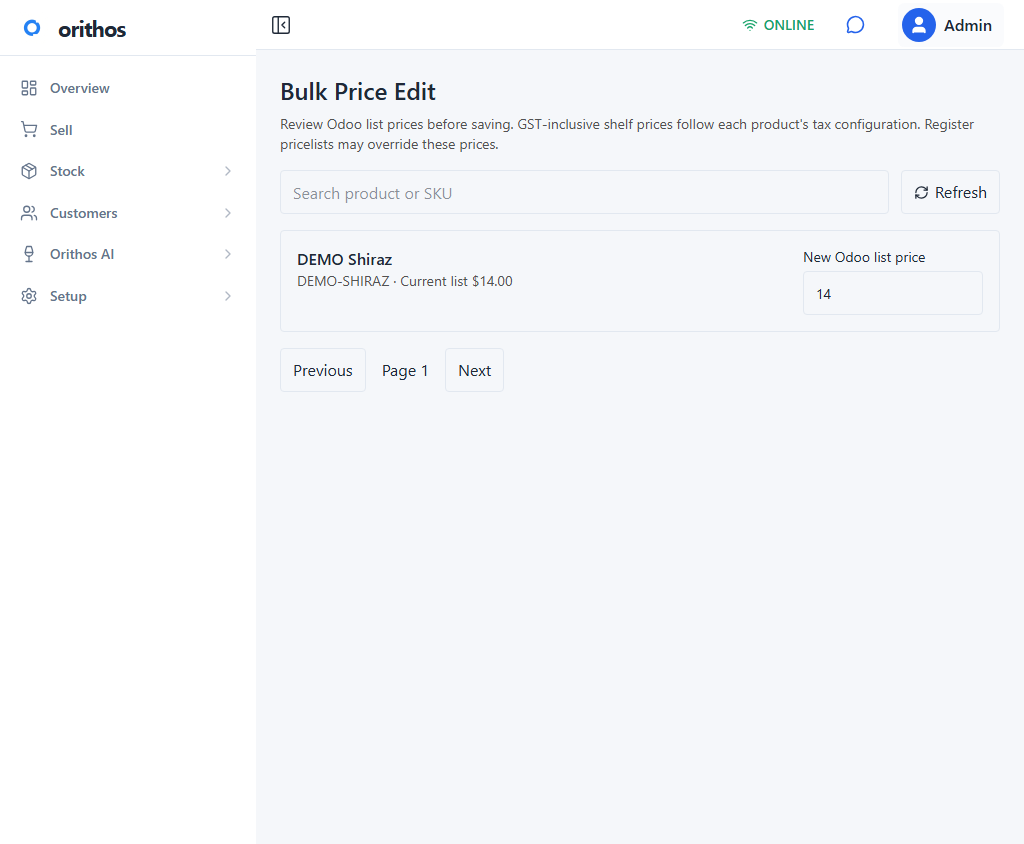 orithos
ONLINE
Admin
Overview
Sell
Stock
Customers
Orithos AI
Setup
Bulk Price Edit
Review Odoo list prices before saving. GST-inclusive shelf prices follow each product's tax configuration. Register
pricelists may override these prices.
Search product or SKU
Refresh
DEMO Shiraz
DEMO-SHIRAZ · Current list $14.00
New Odoo list price
14
Previous
Page 1
Next